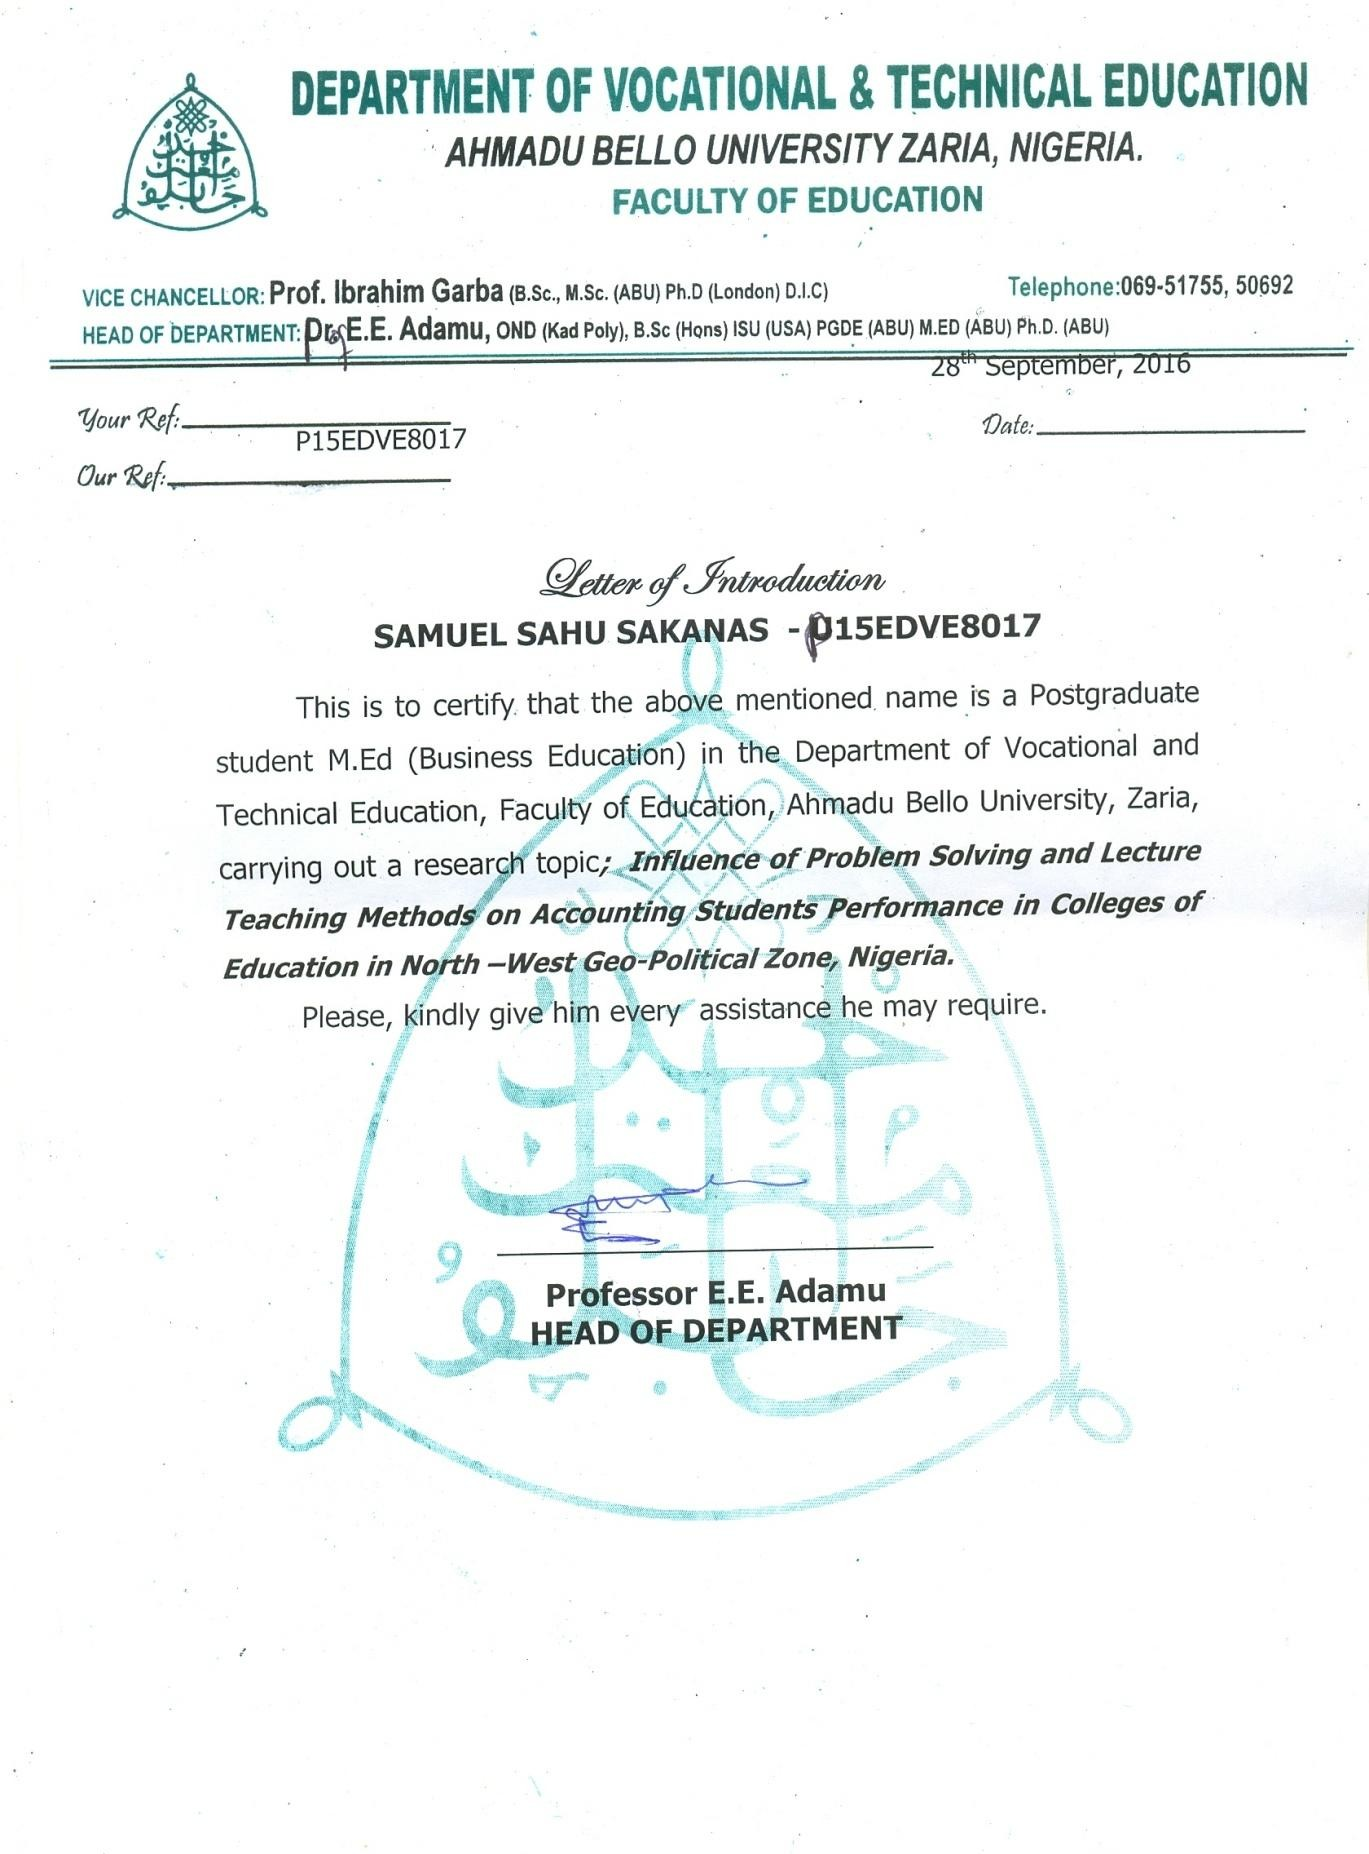 DEPARTMENT OF VOCATIONAL & TECHNICAL EDUCATION
AHMADU BELLO UNIVERSITY ZARIA, NIGERIA.
FACULTY OF EDUCATION
VICE CHANCELLOR: Prof. Ibrahim Garba (B.Sc., M.Sc. (ABU) Ph.D (London) D.I.C)
Telephone:069-51755, 50692
HEAD OF DEPARTMENT: Prof E.E. Adamu, OND (Kad Poly), B.Sc (Hons) ISU (USA) PGDE (ABU) M.ED (ABU) Ph.D. (ABU)
28th September, 2016
Your Ref:
Date:
P15EDVE8017
Our Ref:
Letter of Introduction
SAMUEL SAHU SAKANAS - P15EDVE8017
This is to certify that the above mentioned name is a Postgraduate
student M.Ed (Business Education) in the Department of Vocational and
Technical Education, Faculty of Education, Ahmadu Bello University, Zaria,
carrying out a research topic; Influence of Problem Solving and Lecture
Teaching Methods on Accounting Students Performance in Colleges of
Education in North –West Geo-Political Zone, Nigeria.
Please, kindly give him every assistance he may require.
Professor E.E. Adamu
HEAD OF DEPARTMENT